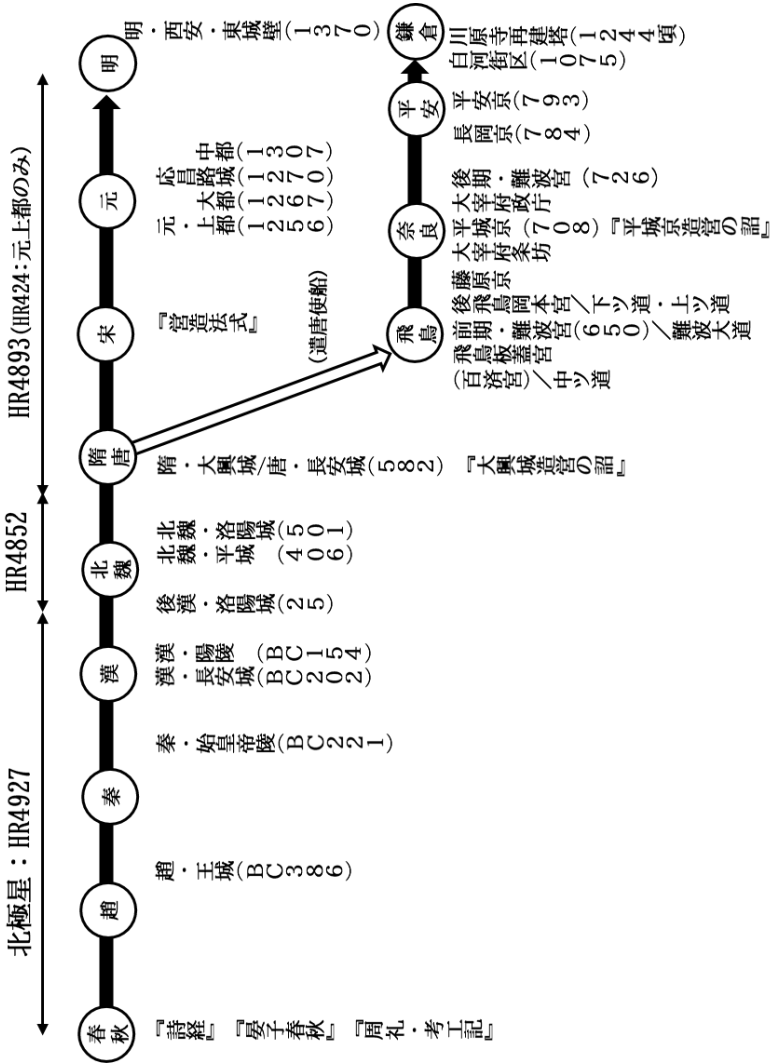 北極星：HR4927
HR4852
HR4893(HR424：元上都のみ)
春秋
趙
秦
漢
北魏
隋唐
宋
元
明
『詩経』 『晏子春秋』 『周礼・考工記』
趙・王城(BC386)
秦・始皇帝陵(BC221)
漢・長安城(BC202)
漢・陽陵 (BC154)
後漢・洛陽城(25)
北魏・平城 (406)
北魏・洛陽城(501)
隋・大興城/唐・長安城(582) 『大興城造営の詔』
『営造法式』
元・上都(1256)
大都(1267)
応昌路城(1270)
中都(1307)
明・西安・東城壁(1370)
(遣唐使船)
飛鳥
奈良
平安
鎌倉
(百済宮)／中ツ道
飛鳥板蓋宮
前期・難波宮(650)／難波大道
後飛鳥岡本宮／下ツ道・上ツ道
藤原京
大宰府条坊
平城京(708)『平城京造営の詔』
大宰府政庁
後期・難波宮 (726)
長岡京(784)
平安京(793)
白河街区(1075)
川原寺再建塔(1244頃)